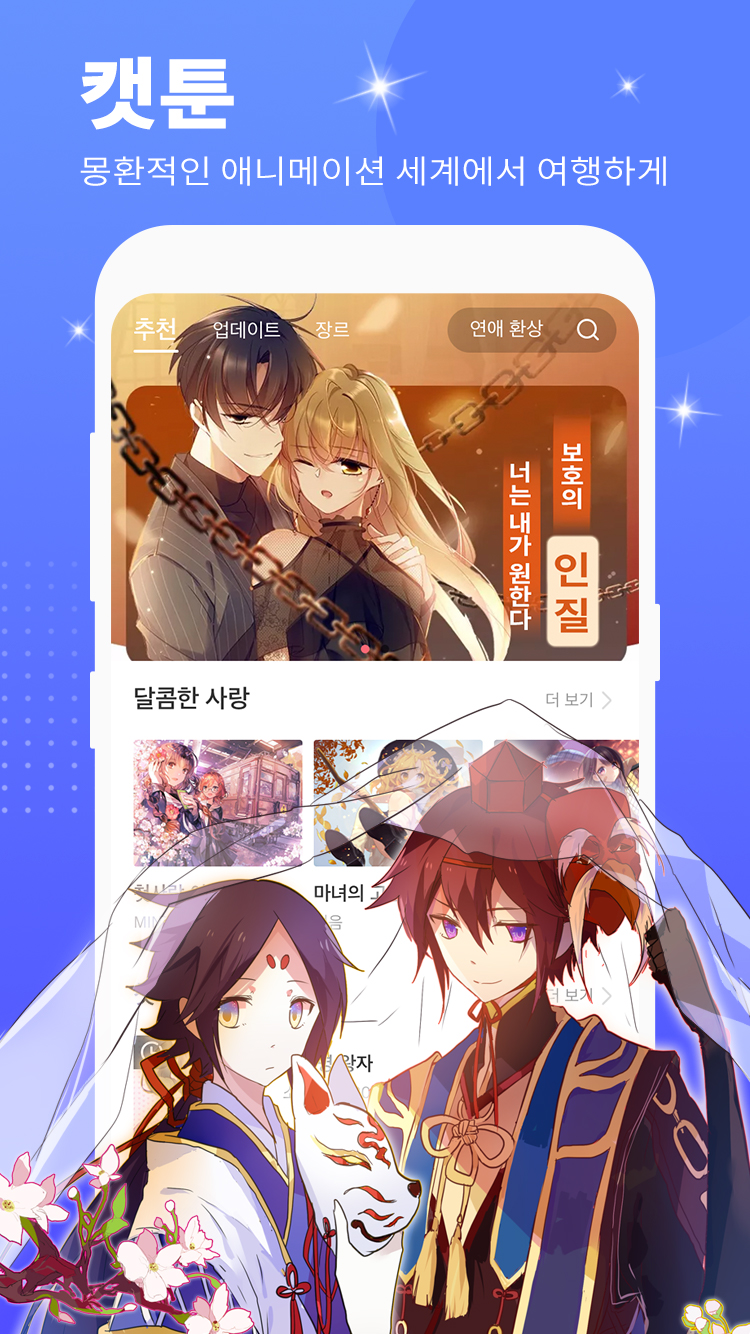 캣툰
몽환적인 애니메이션 세계에서 여행하게
추천 업데이트 장르 연애 환상
보호의
인질
너는 내가 원한다
달콤한 사랑 더 보기
마녀의
더 보기
왕자